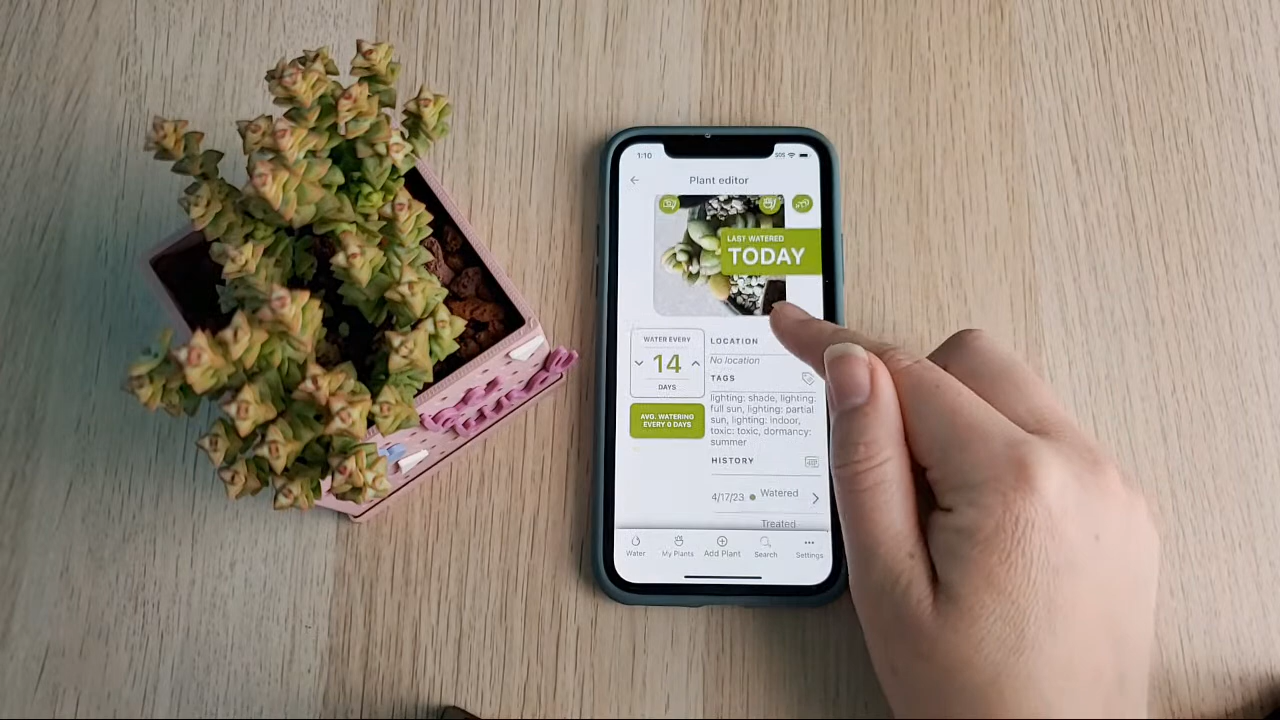 1:10
SOS
Plant editor
LAST WATERED
TODAY
WATER EVERY
14
DAYS
AVG. WATERING
EVERY 0 DAYS
LOCATION
No location
TAGS
lighting: shade, lighting:
full sun, lighting: partial
sun, lighting: indoor,
toxic: toxic, dormancy:
summer
HISTORY
4/17/23 Watered
Treated
Water My Plants Add Plant Search Settings